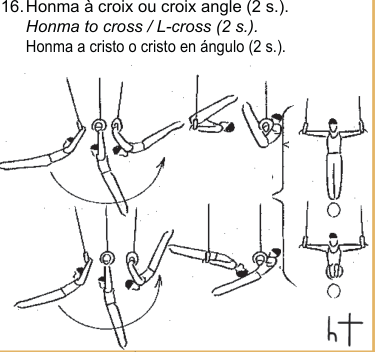 16. Honma à croix ou croix angle (2 s.).
Honma to cross / L-cross (2 s.).
Honma a cristo o cristo en ángulo (2 s.).